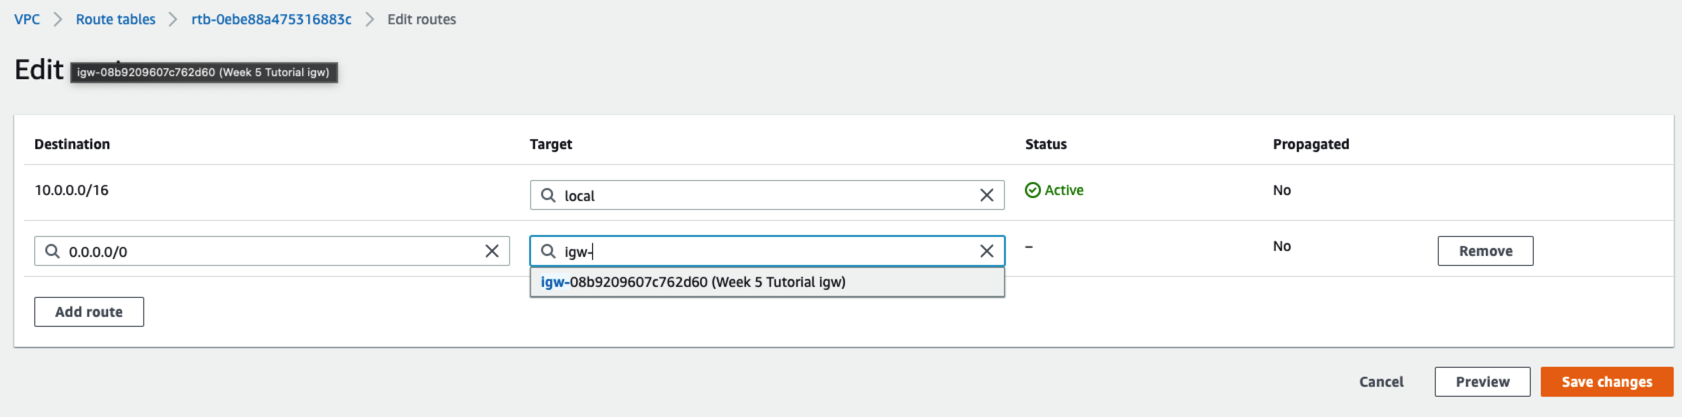 VPC > Route tables > rtb-0ebe88a475316883c > Edit routes
Edit
igw-08b9209607c762d60 (Week 5 Tutorial igw)
Destination Target Status Propagated
10.0.0.0/16 local Active No
0.0.0.0/0 igw- – No Remove
igw-08b9209607c762d60 (Week 5 Tutorial igw)
Add route
Cancel Preview Save changes